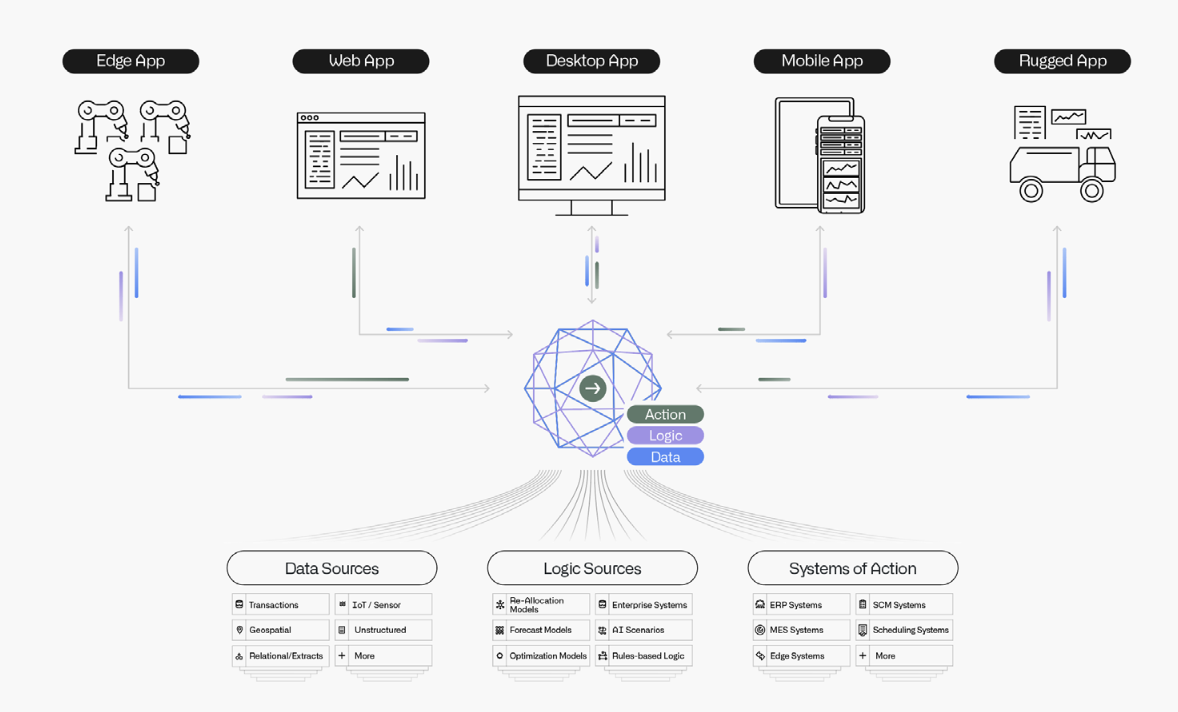 Edge App
Web App
Desktop App
Mobile App
Rugged App
Action
Logic
Data
Data Sources
Transactions
IoT / Sensor
Geospatial
Unstructured
Relational/Extracts
More
Logic Sources
Re-Allocation
Models
Enterprise Systems
Forecast Models
AI Scenarios
Optimization Models
Rules-based Logic
Systems of Action
ERP Systems
SCM Systems
MES Systems
Scheduling Systems
Edge Systems
More